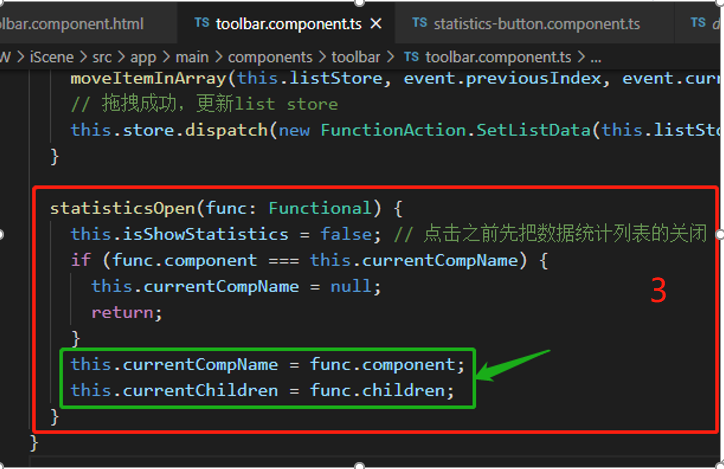 lbar.component.html TS toolbar.component.ts × TS statistics-button.component.ts TS d
W > iScene > src > app > main > components > toolbar > TS toolbar.component.ts > ...
moveItemInArray(this.listStore, event.previousIndex, event.curr
// 拖拽成功，更新list store
this.store.dispatch(new FunctionAction.SetListData(this.listSto
}
statisticsOpen(func: Functional) {
this.isShowStatistics = false; // 点击之前先把数据统计列表的关闭
if (func.component === this.currentCompName) {
this.currentCompName = null;
return;
}
3
this.currentCompName = func.component;
this.currentChildren = func.children;
}
}